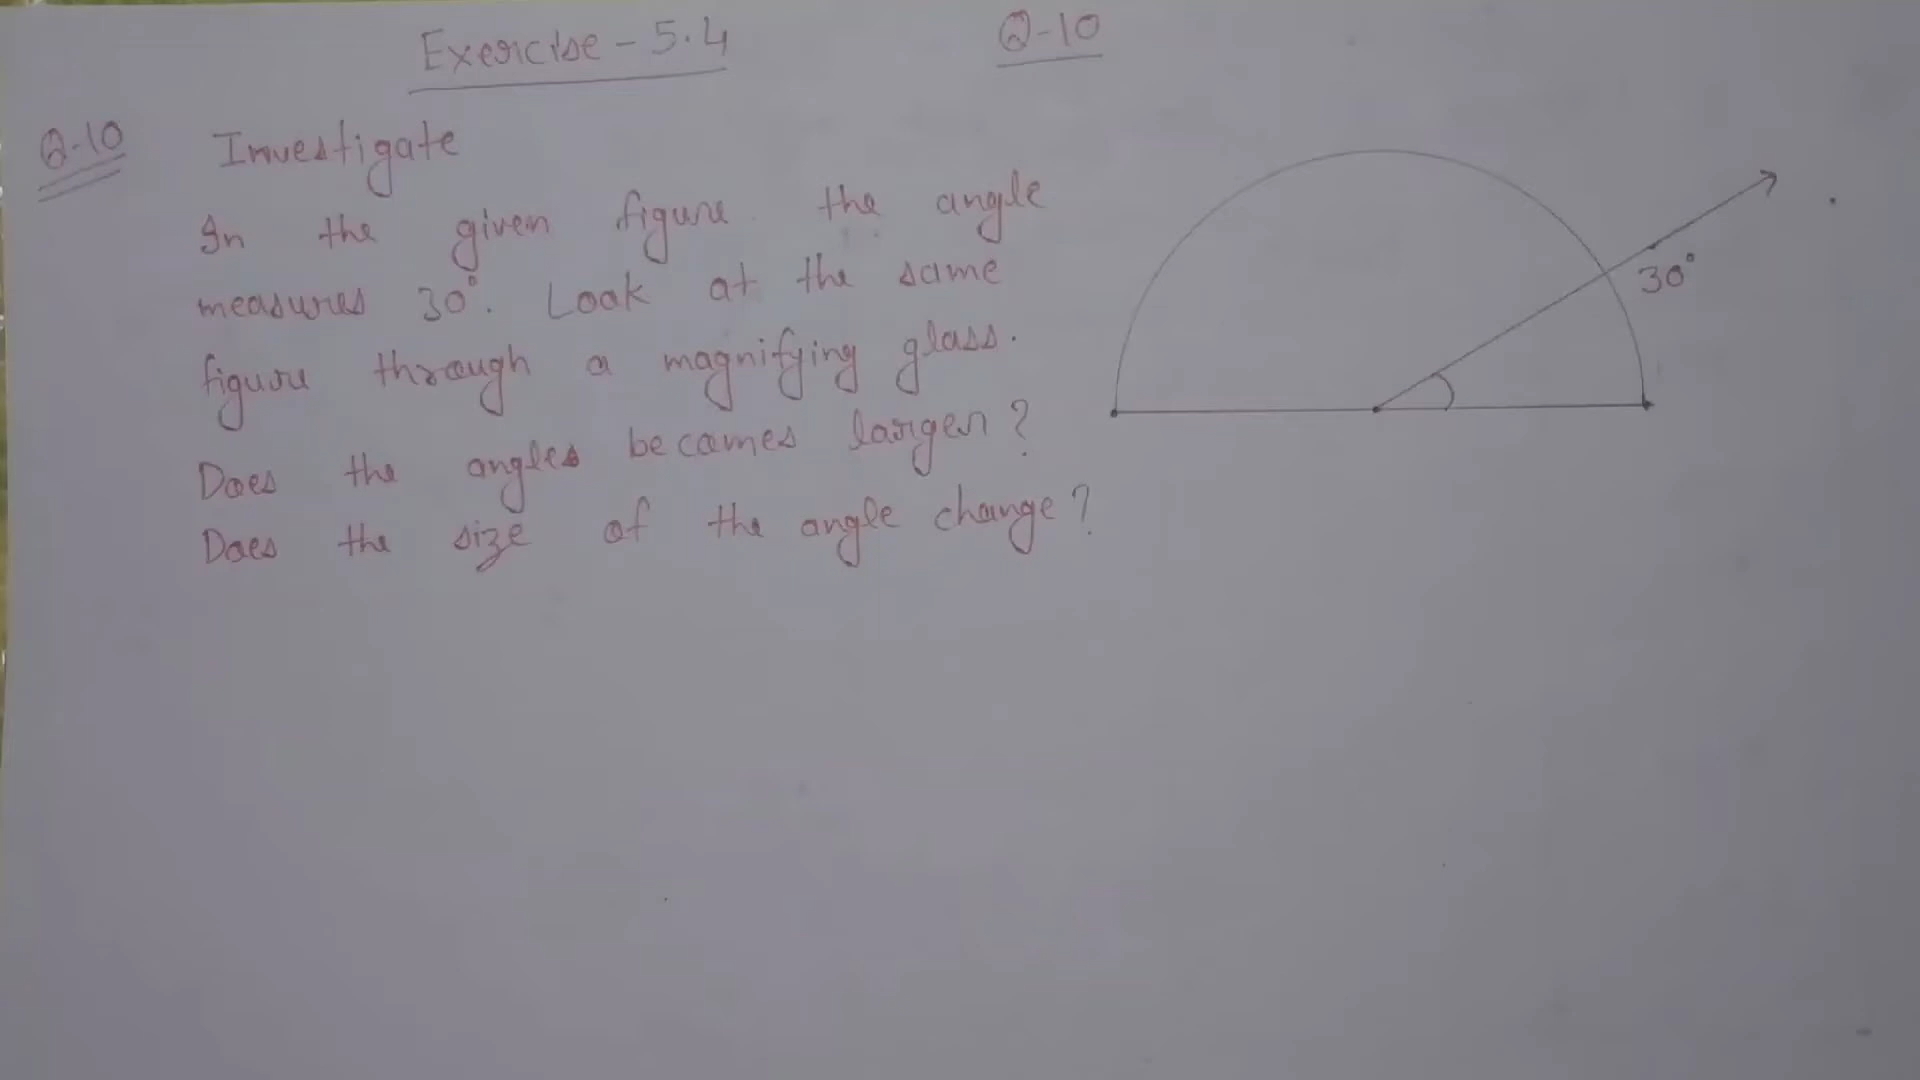 Exercise - 5.4
Q-10
Q-10 Investigate
In the given figure the angle
measures 30°. Look at the same
figure through a magnifying glass.
Does the angles becomes larger?
Does the size of the angle change?
30°